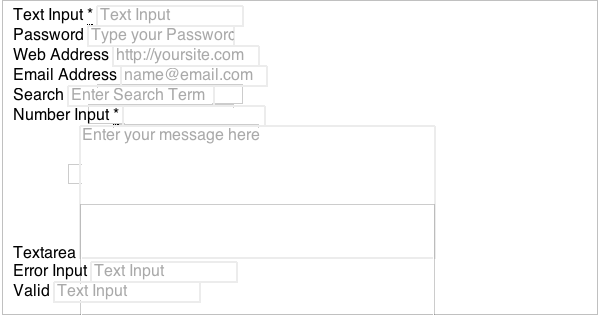 Text Input * Text Input
Password Type your Password
Web Address http://yoursite.com
Email Address name@email.com
Search Enter Search Term
Number Input *
Enter your message here
Textarea
Error Input Text Input
Valid Text Input